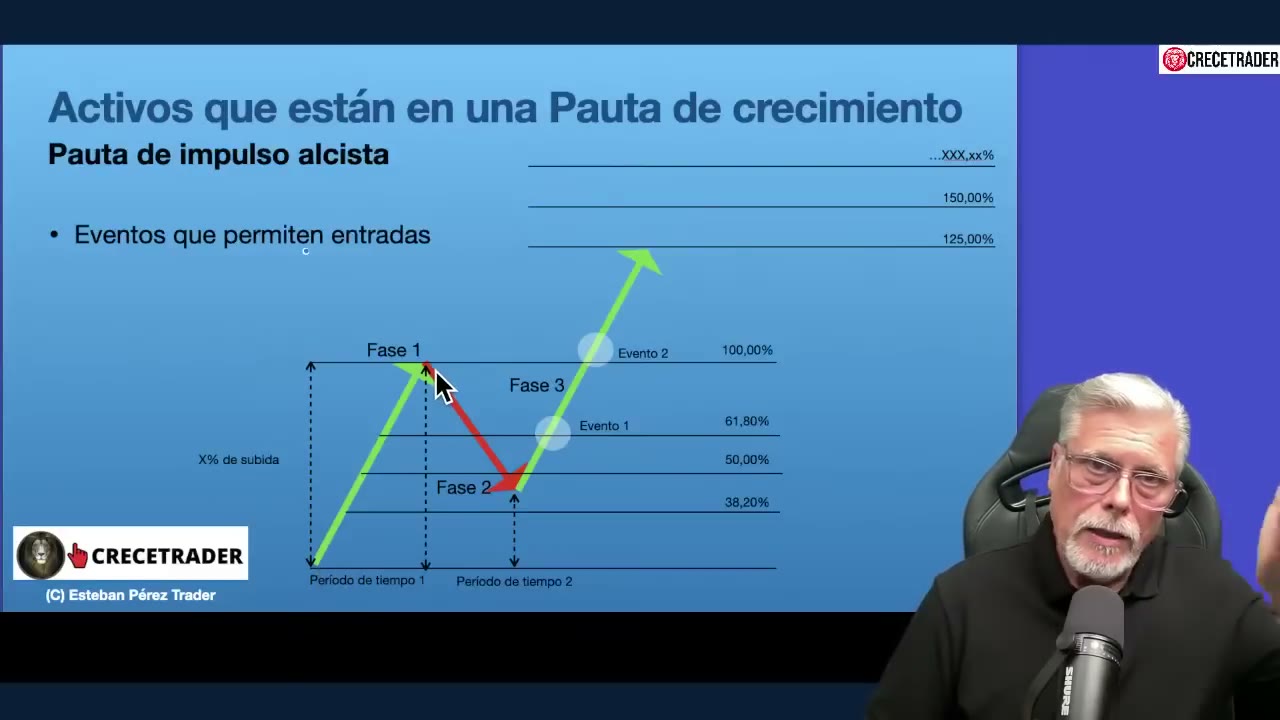 CRECETRADER
Activos que están en una Pauta de crecimiento
Pauta de impulso alcista
...XXX,xx%
150,00%
• Eventos que permiten entradas
125,00%
Fase 1
Evento 2
100,00%
Fase 3
61,80%
Evento 1
X% de subida
50,00%
Fase 2
38,20%
CRECETRADER
Período de tiempo 1
Período de tiempo 2
(C) Esteban Pérez Trader
SHURE